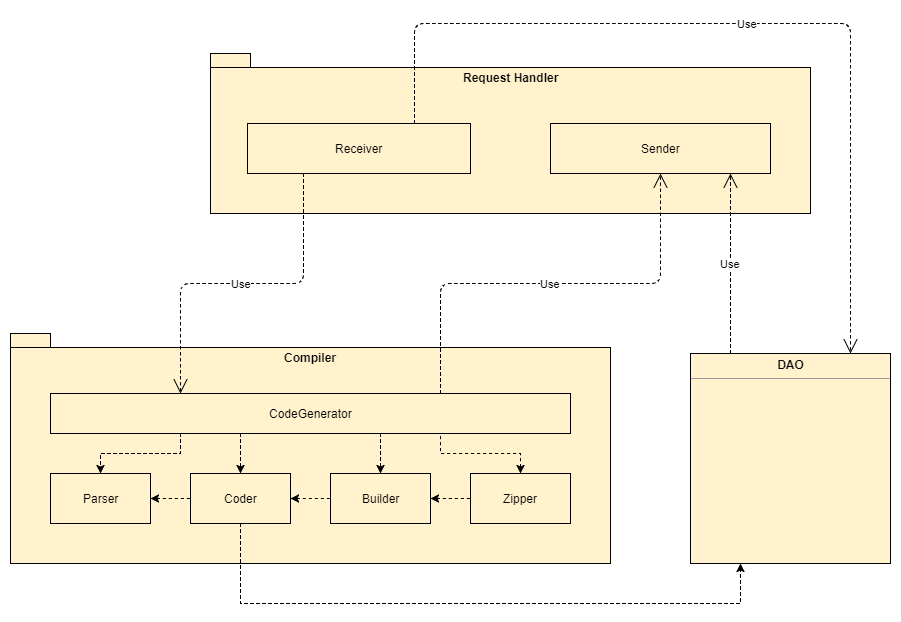 Use
Request Handler
Receiver
Sender
Use
Use
Use
Compiler
DAO
CodeGenerator
Parser
Coder
Builder
Zipper